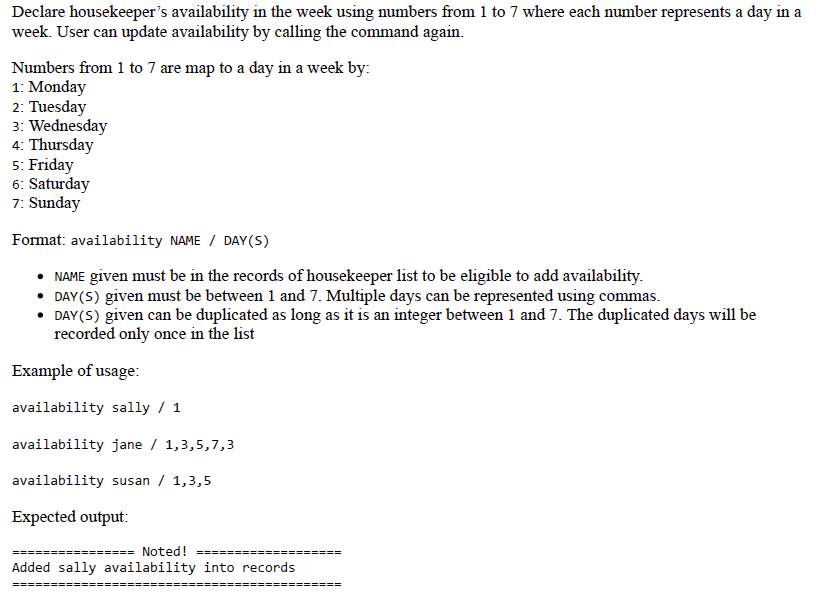 Declare housekeeper's availability in the week using numbers from 1 to 7 where each number represents a day in a
week. User can update availability by calling the command again.
Numbers from 1 to 7 are map to a day in a week by:
1: Monday
2: Tuesday
3: Wednesday
4: Thursday
5: Friday
6: Saturday
7: Sunday
Format: availability NAME / DAY(S)
• NAME given must be in the records of housekeeper list to be eligible to add availability.
• DAY(S) given must be between 1 and 7. Multiple days can be represented using commas.
• DAY(S) given can be duplicated as long as it is an integer between 1 and 7. The duplicated days will be
recorded only once in the list
Example of usage:
availability sally / 1
availability jane / 1,3,5,7,3
availability susan / 1,3,5
Expected output:
================ Noted! ===================
Added sally availability into records
===========================================